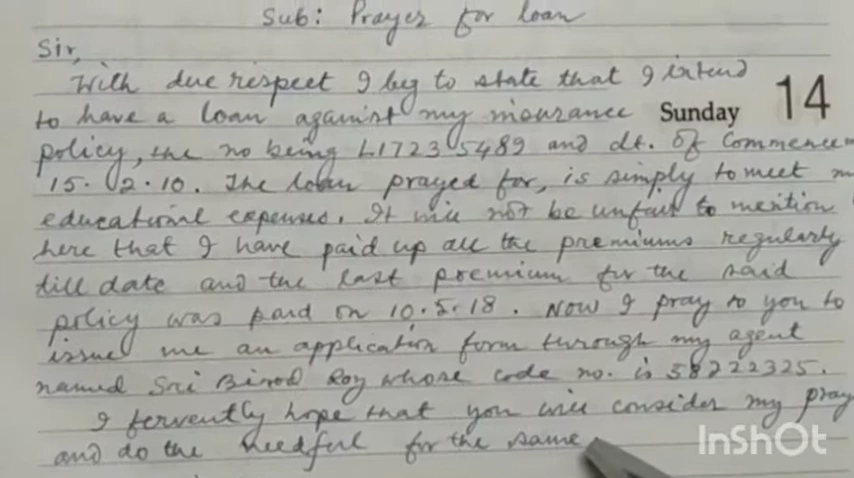 Sub: Prayer for loan
Sir,
With due respect I beg to state that I intend
to have a loan against my insurance Sunday 14
policy, the no being L17235489 and dt. of Commencem
15. 02.10. The loan prayed for, is simply to meet m
educational expenses. It will not be unfair to mention
here that I have paid up all the premiums regularly
till date and the last premium for the said
policy was paid on 10.5.18. Now I pray to you to
issue me an application form through my agent
named Sri Binod Roy whose code no. is 58222325.
I fervently hope that you will consider my pray
and do the needful for the same
InShOt